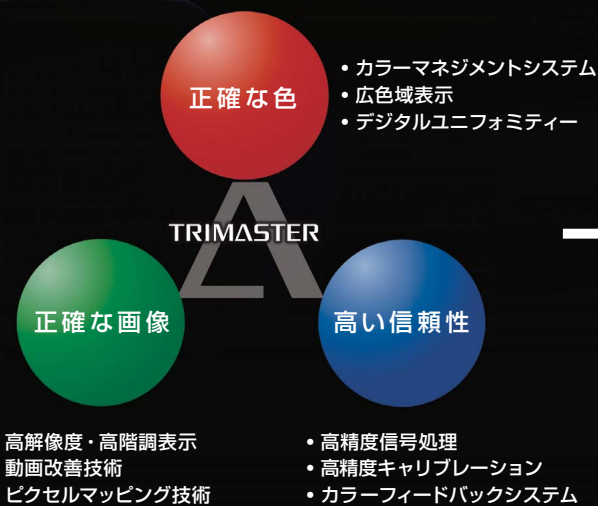 正確な色
• カラーマネジメントシステム
• 広色域表示
• デジタルユニフォミティー
TRIMΔSTER
正確な画像
高い信頼性
高解像度・高階調表示
動画改善技術
ピクセルマッピング技術
• 高精度信号処理
• 高精度キャリブレーション
• カラーフィードバックシステム